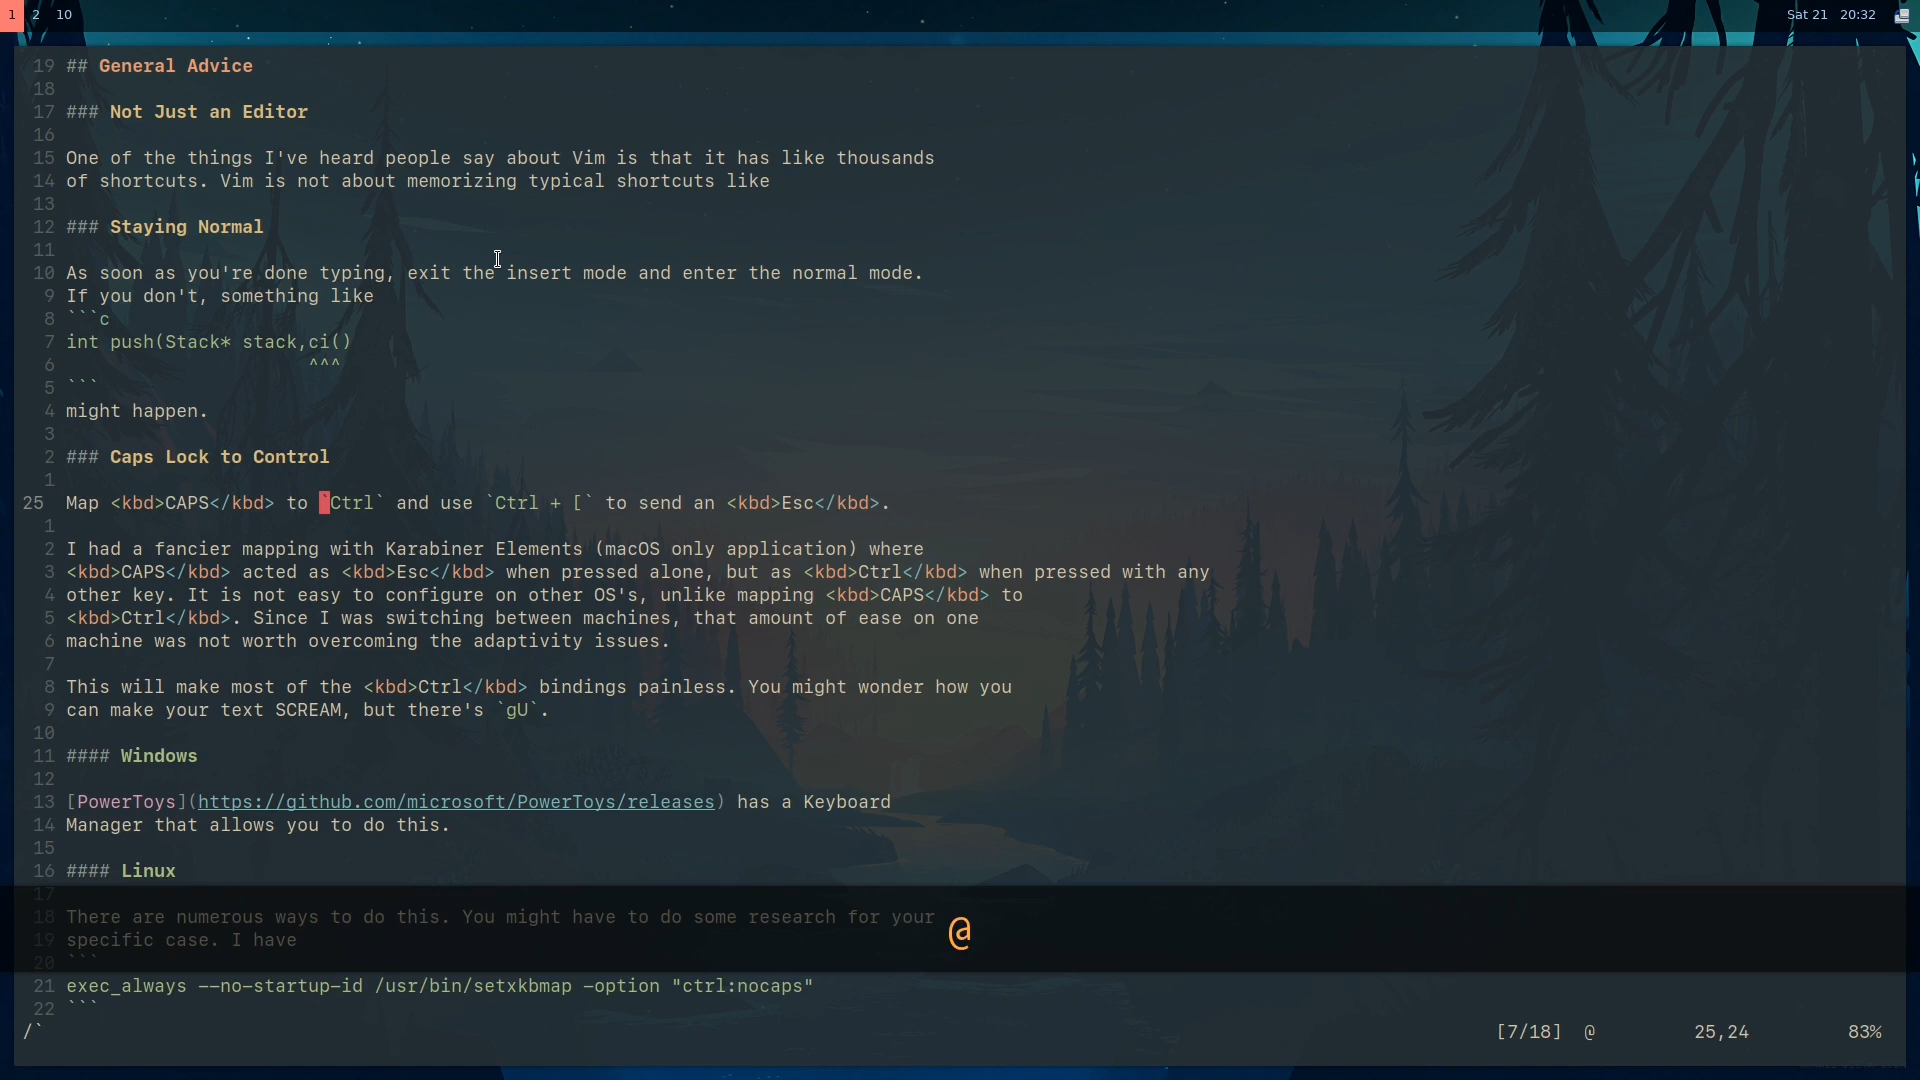 1 2 10 Sat 21 20:32
19 ## General Advice
18
17 ### Not Just an Editor
16
15 One of the things I've heard people say about Vim is that it has like thousands
14 of shortcuts. Vim is not about memorizing typical shortcuts like
13
12 ### Staying Normal
11
10 As soon as you're done typing, exit the insert mode and enter the normal mode.
9 If you don't, something like
8 ```c
7 int push(Stack* stack,ci()
6                       ^^^
5 ```
4 might happen.
3
2 ### Caps Lock to Control
1
25 Map <kbd>CAPS</kbd> to `Ctrl` and use `Ctrl + [` to send an <kbd>Esc</kbd>.
1
2 I had a fancier mapping with Karabiner Elements (macOS only application) where
3 <kbd>CAPS</kbd> acted as <kbd>Esc</kbd> when pressed alone, but as <kbd>Ctrl</kbd> when pressed with any
4 other key. It is not easy to configure on other OS's, unlike mapping <kbd>CAPS</kbd> to
5 <kbd>Ctrl</kbd>. Since I was switching between machines, that amount of ease on one
6 machine was not worth overcoming the adaptivity issues.
7
8 This will make most of the <kbd>Ctrl</kbd> bindings painless. You might wonder how you
9 can make your text SCREAM, but there's `gU`.
10
11 #### Windows
12
13 [PowerToys](https://github.com/microsoft/PowerToys/releases) has a Keyboard
14 Manager that allows you to do this.
15
16 #### Linux
17
18 There are numerous ways to do this. You might have to do some research for your
@
19 specific case. I have
20 ```
21 exec_always --no-startup-id /usr/bin/setxkbmap -option "ctrl:nocaps"
22 ```
/` [7/18] @ 25,24 83%